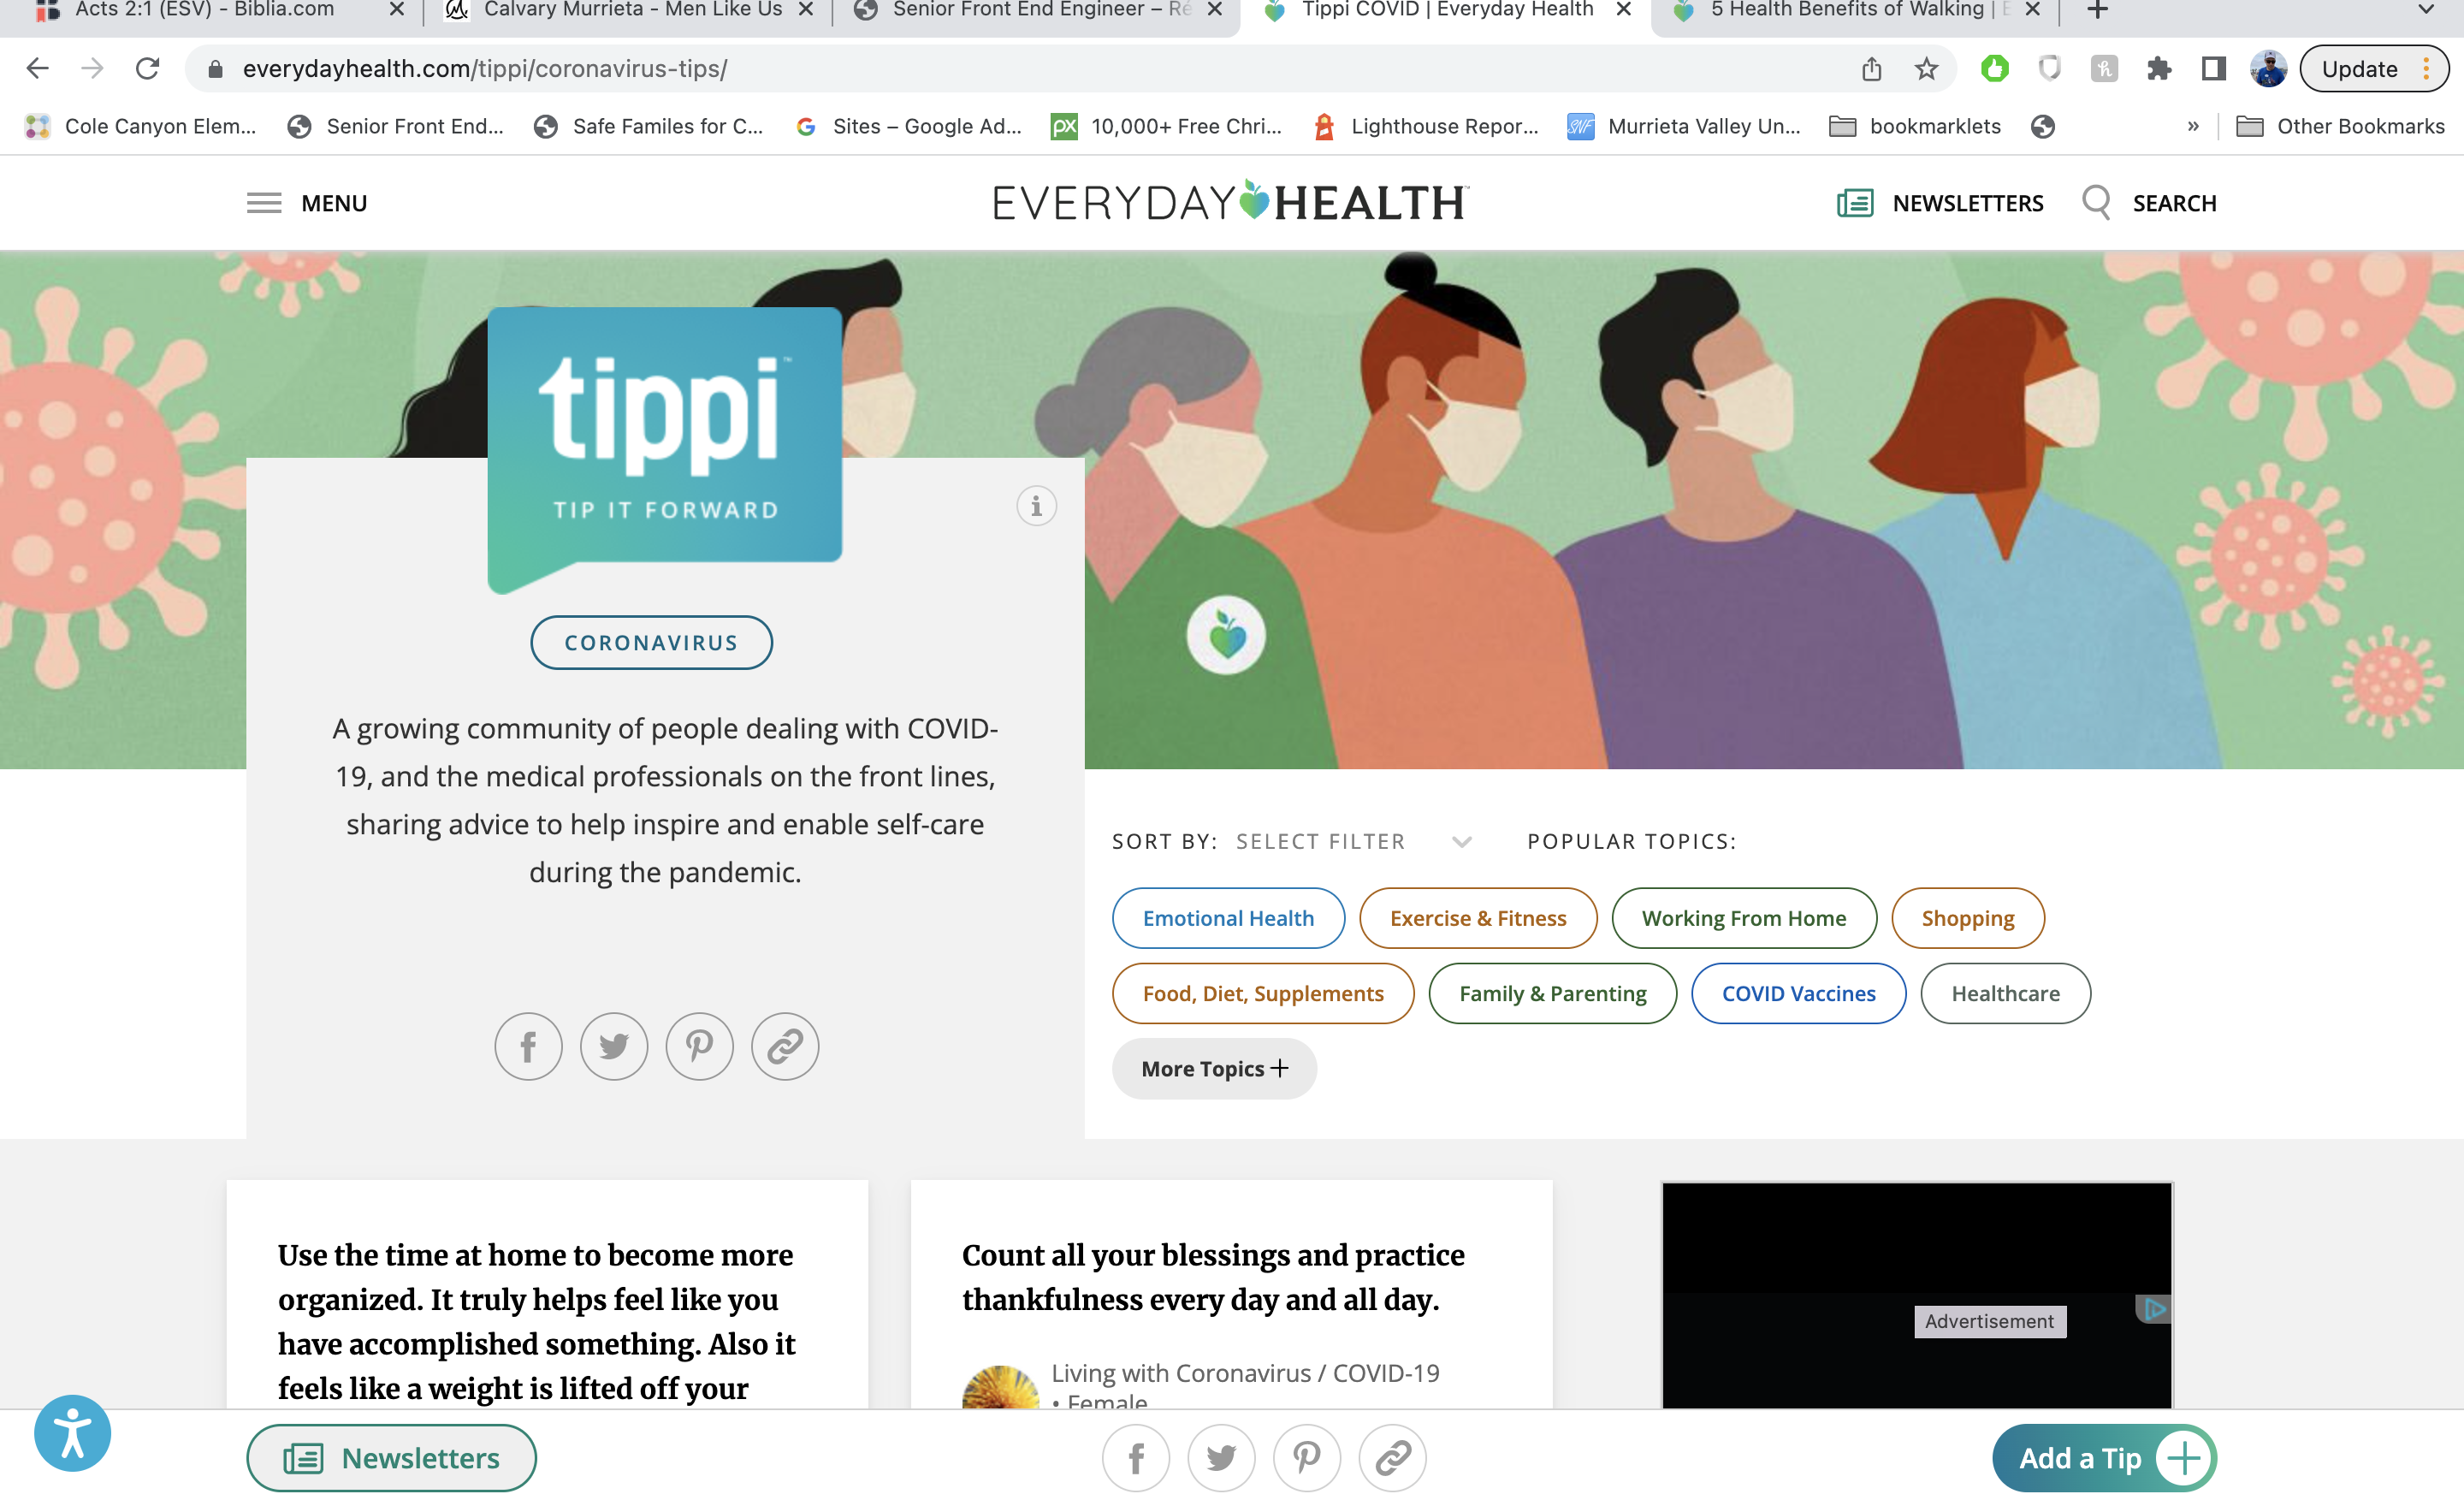 Acts 2:1 (ESV) - Biblia.com
Calvary Murrieta - Men Like Us
Senior Front End Engineer – Ré
Tippi COVID | Everyday Health
5 Health Benefits of Walking | E
everydayhealth.com/tippi/coronavirus-tips/
Update
Cole Canyon Elem...
Senior Front End...
Safe Familes for C...
Sites – Google Ad...
10,000+ Free Chri...
Lighthouse Repor...
Murrieta Valley Un...
bookmarklets
»
Other Bookmarks
MENU
EVERYDAY HEALTH
NEWSLETTERS
SEARCH
tippi™
TIP IT FORWARD
CORONAVIRUS
A growing community of people dealing with COVID-
19, and the medical professionals on the front lines,
sharing advice to help inspire and enable self-care
during the pandemic.
SORT BY: SELECT FILTER
POPULAR TOPICS:
Emotional Health
Exercise & Fitness
Working From Home
Shopping
Food, Diet, Supplements
Family & Parenting
COVID Vaccines
Healthcare
More Topics +
Use the time at home to become more
organized. It truly helps feel like you
have accomplished something. Also it
feels like a weight is lifted off your
Count all your blessings and practice
thankfulness every day and all day.
Living with Coronavirus / COVID-19
• Female
Advertisement
Newsletters
Add a Tip